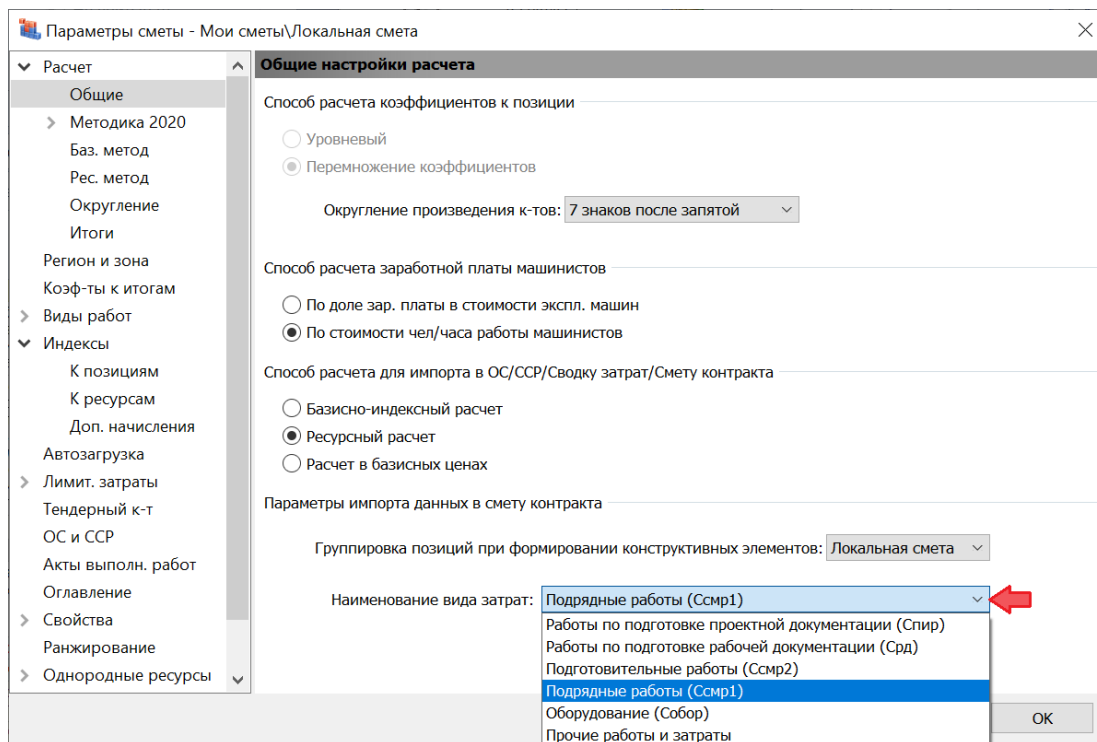 Параметры сметы - Мои сметы\Локальная смета
Расчет
Общие
Методика 2020
Баз. метод
Рес. метод
Округление
Итоги
Регион и зона
Коэф-ты к итогам
Виды работ
Индексы
К позициям
К ресурсам
Доп. начисления
Автозагрузка
Лимит. затраты
Тендерный к-т
ОС и ССР
Акты выполн. работ
Оглавление
Свойства
Ранжирование
Однородные ресурсы
Общие настройки расчета
Способ расчета коэффициентов к позиции
Уровневый
Перемножение коэффициентов
Округление произведения к-тов: 7 знаков после запятой
Способ расчета заработной платы машинистов
По доле зар. платы в стоимости экспл. машин
По стоимости чел/часа работы машинистов
Способ расчета для импорта в ОС/ССР/Сводку затрат/Смету контракта
Базисно-индексный расчет
Ресурсный расчет
Расчет в базисных ценах
Параметры импорта данных в смету контракта
Группировка позиций при формировании конструктивных элементов: Локальная смета
Наименование вида затрат: Подрядные работы (Ссмр1)
Работы по подготовке проектной документации (Спир)
Работы по подготовке рабочей документации (Срд)
Подготовительные работы (Ссмр2)
Подрядные работы (Ссмр1)
Оборудование (Собор)
Прочие работы и затраты
ОК